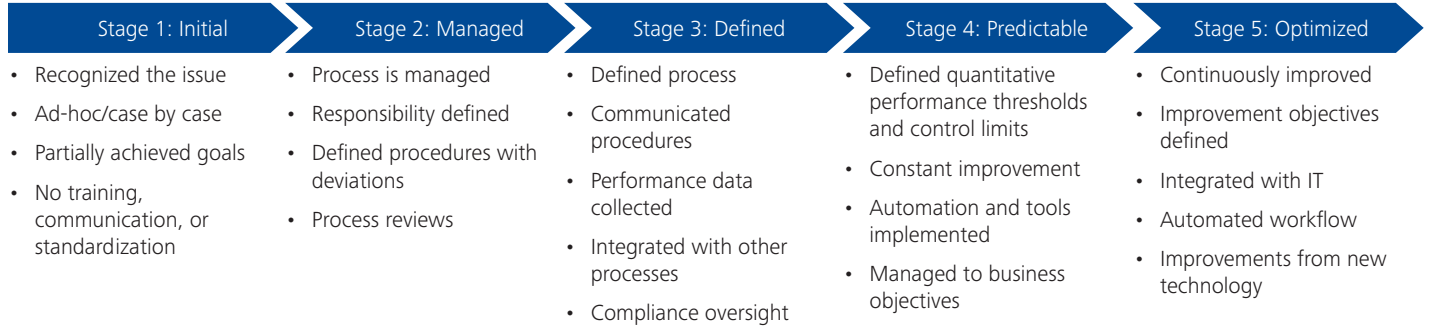 Stage 1: Initial
• Recognized the issue
• Ad-hoc/case by case
• Partially achieved goals
• No training,
communication, or
standardization
Stage 2: Managed
• Process is managed
• Responsibility defined
• Defined procedures with
deviations
• Process reviews
Stage 3: Defined
• Defined process
• Communicated
procedures
• Performance data
collected
• Integrated with other
processes
• Compliance oversight
Stage 4: Predictable
• Defined quantitative
performance thresholds
and control limits
• Constant improvement
• Automation and tools
implemented
• Managed to business
objectives
Stage 5: Optimized
• Continuously improved
• Improvement objectives
defined
• Integrated with IT
• Automated workflow
• Improvements from new
technology